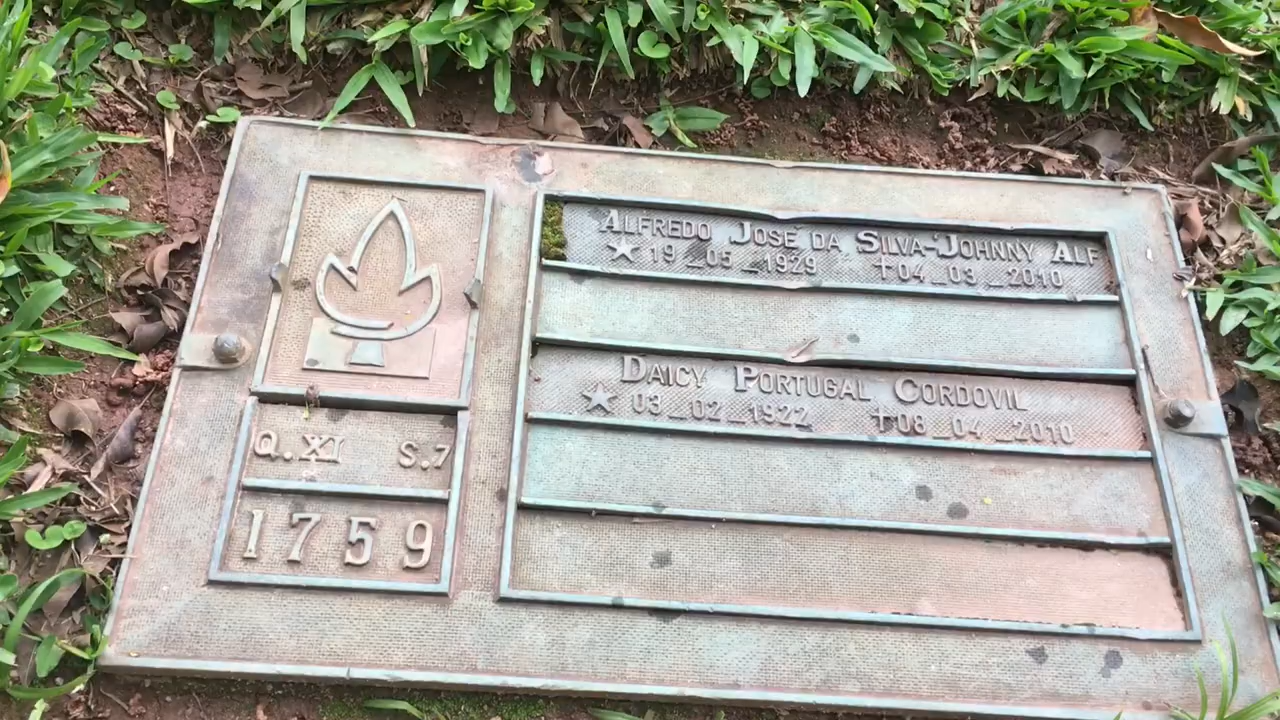 ALFREDO JOSÉ DA SILVA-JOHNNY ALF
19_05_1929 04_03_2010
DAICY PORTUGAL CORDOVIL
03_02_1922 08_04_2010
Q.XI S.7
1759